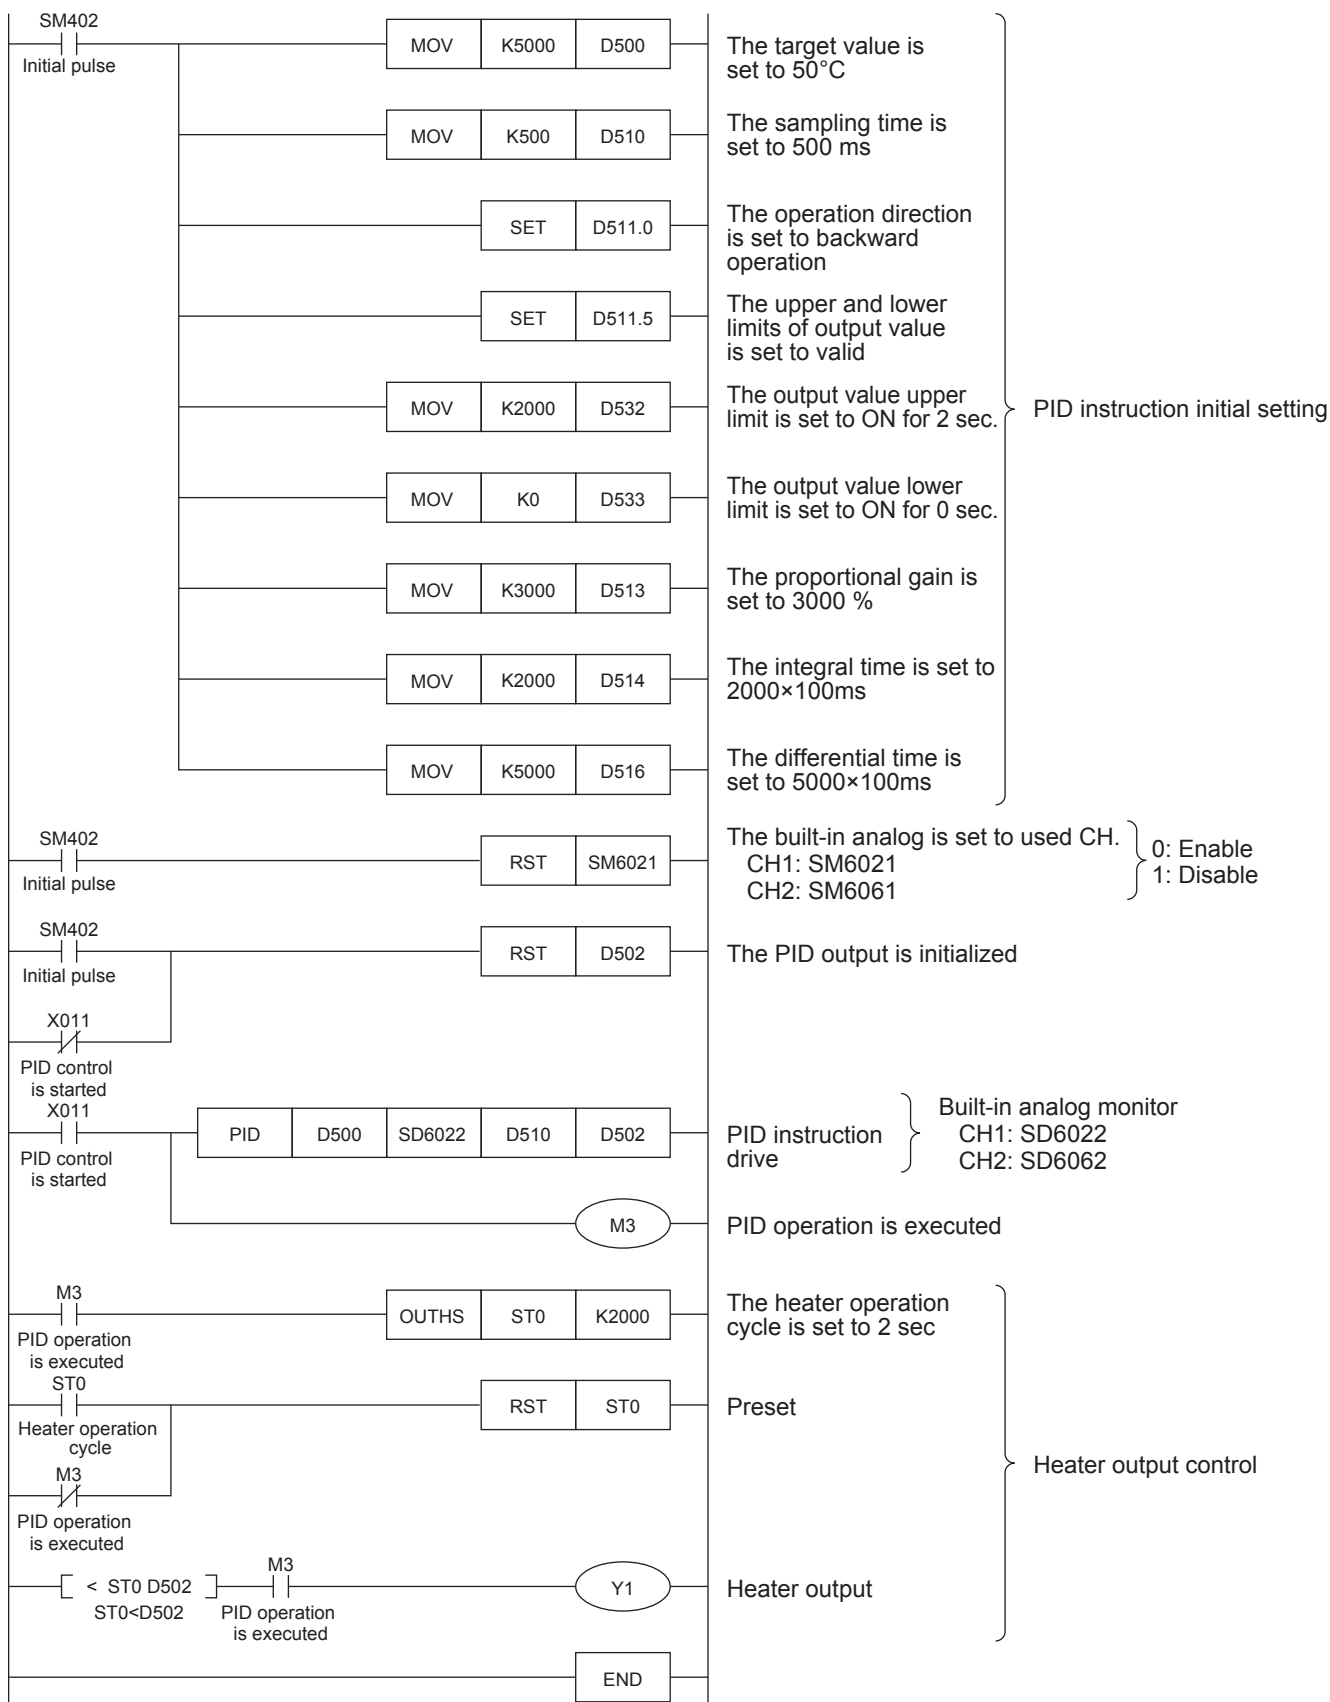 SM402
Initial pulse
MOV K5000 D500
The target value is
set to 50°C
MOV K500 D510
The sampling time is
set to 500 ms
SET D511.0
The operation direction
is set to backward
operation
SET D511.5
The upper and lower
limits of output value
is set to valid
MOV K2000 D532
The output value upper
limit is set to ON for 2 sec.
PID instruction initial setting
MOV K0 D533
The output value lower
limit is set to ON for 0 sec.
MOV K3000 D513
The proportional gain is
set to 3000 %
MOV K2000 D514
The integral time is set to
2000×100ms
MOV K5000 D516
The differential time is
set to 5000×100ms
SM402
Initial pulse
RST SM6021
The built-in analog is set to used CH.
CH1: SM6021
CH2: SM6061
0: Enable
1: Disable
SM402
Initial pulse
RST D502
The PID output is initialized
X011
PID control
is started
X011
PID control
is started
PID D500 SD6022 D510 D502
PID instruction
drive
Built-in analog monitor
CH1: SD6022
CH2: SD6062
M3
PID operation is executed
M3
PID operation
is executed
OUTHS ST0 K2000
The heater operation
cycle is set to 2 sec
ST0
Heater operation
cycle
RST ST0
Preset
Heater output control
M3
PID operation
is executed
< ST0 D502
ST0<D502
M3
PID operation
is executed
Y1
Heater output
END